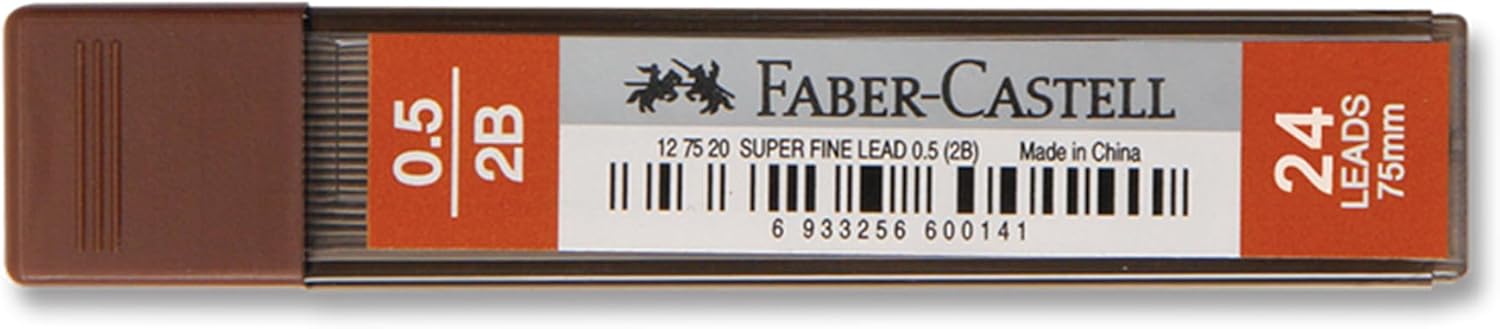 0.5
2B
FABER-CASTELL
12 75 20 SUPER FINE LEAD 0.5 (2B) Made in China
6 933256 600141
24
LEADS
75mm